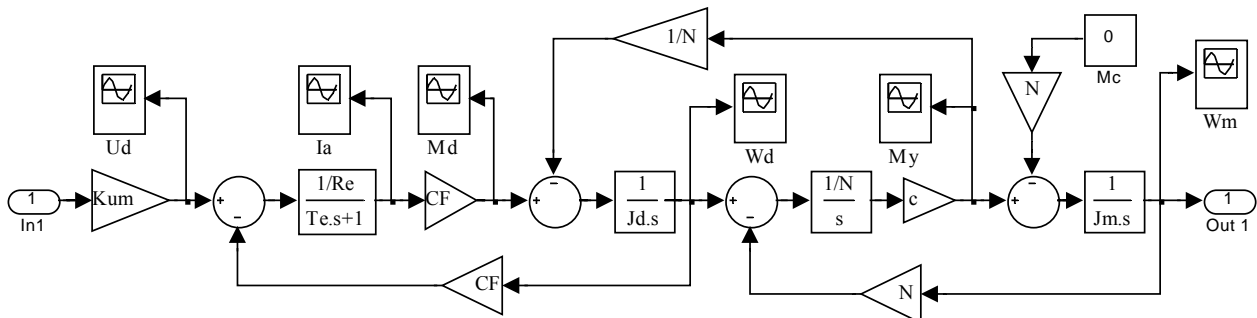 1/N
0
Mc
N
Ud
Ia
Md
Wd
My
Wm
1
In1
Kum
+
-
1/Re
Te.s+1
CF
-
+
1
Jd.s
+
-
1/N
s
c
-
+
1
Jm.s
1
Out 1
CF
N